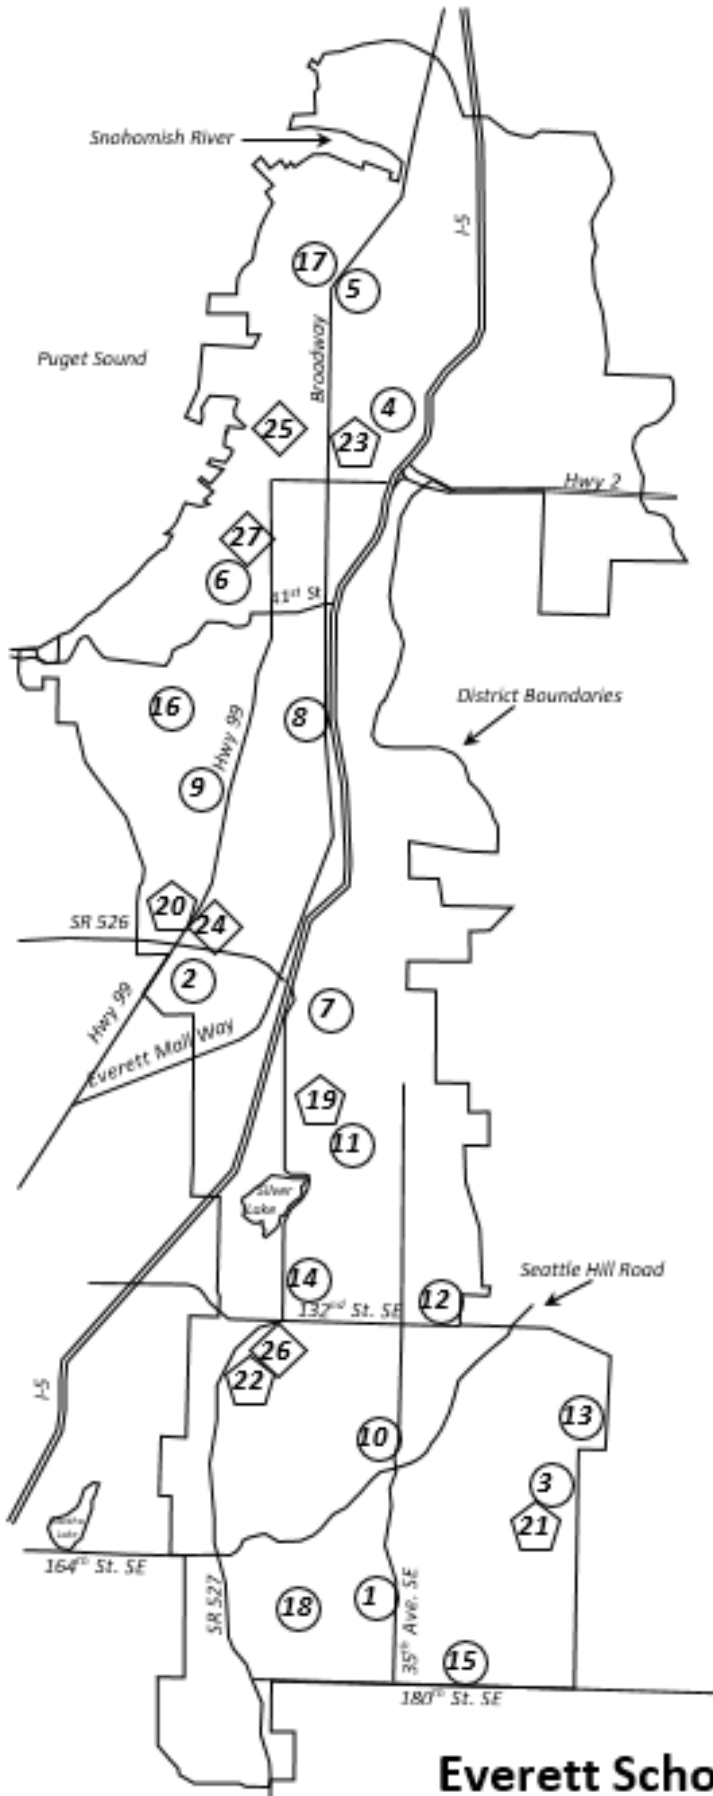 Snohomish River
I-5
17
5
Broadway
Puget Sound
4
25
23
Hwy 2
27
6
41st St
16
8
District Boundaries
Hwy 99
9
20
24
SR 526
2
7
Hwy 99
Everett Mall Way
19
11
Silver
Lake
14
12
Seattle Hill Road
132nd St. SE
26
22
I-5
10
13
3
21
Lake
164th St. SE
SR 527
18
1
35th Ave. SE
15
180th St. SE
Everett Scho